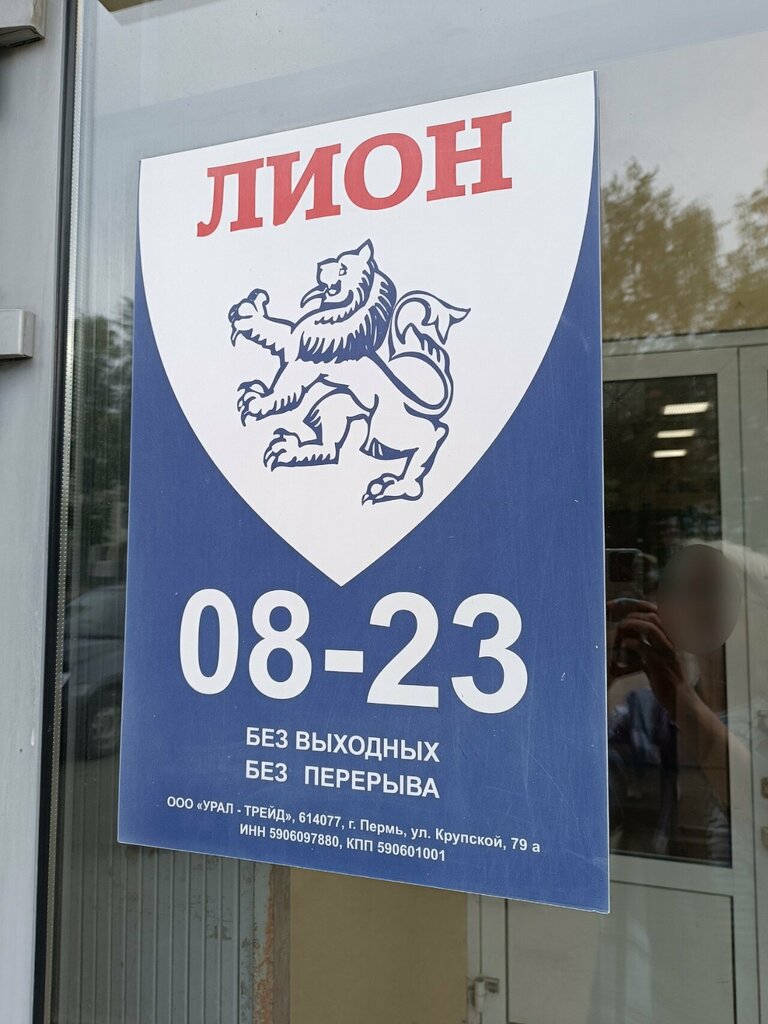 ЛИОН
08-23
БЕЗ ВЫХОДНЫХ
БЕЗ ПЕРЕРЫВА
ООО «УРАЛ - ТРЕЙД», 614077, г. Пермь, ул. Крупской, 79 а
ИНН 5906097880, КПП 590601001